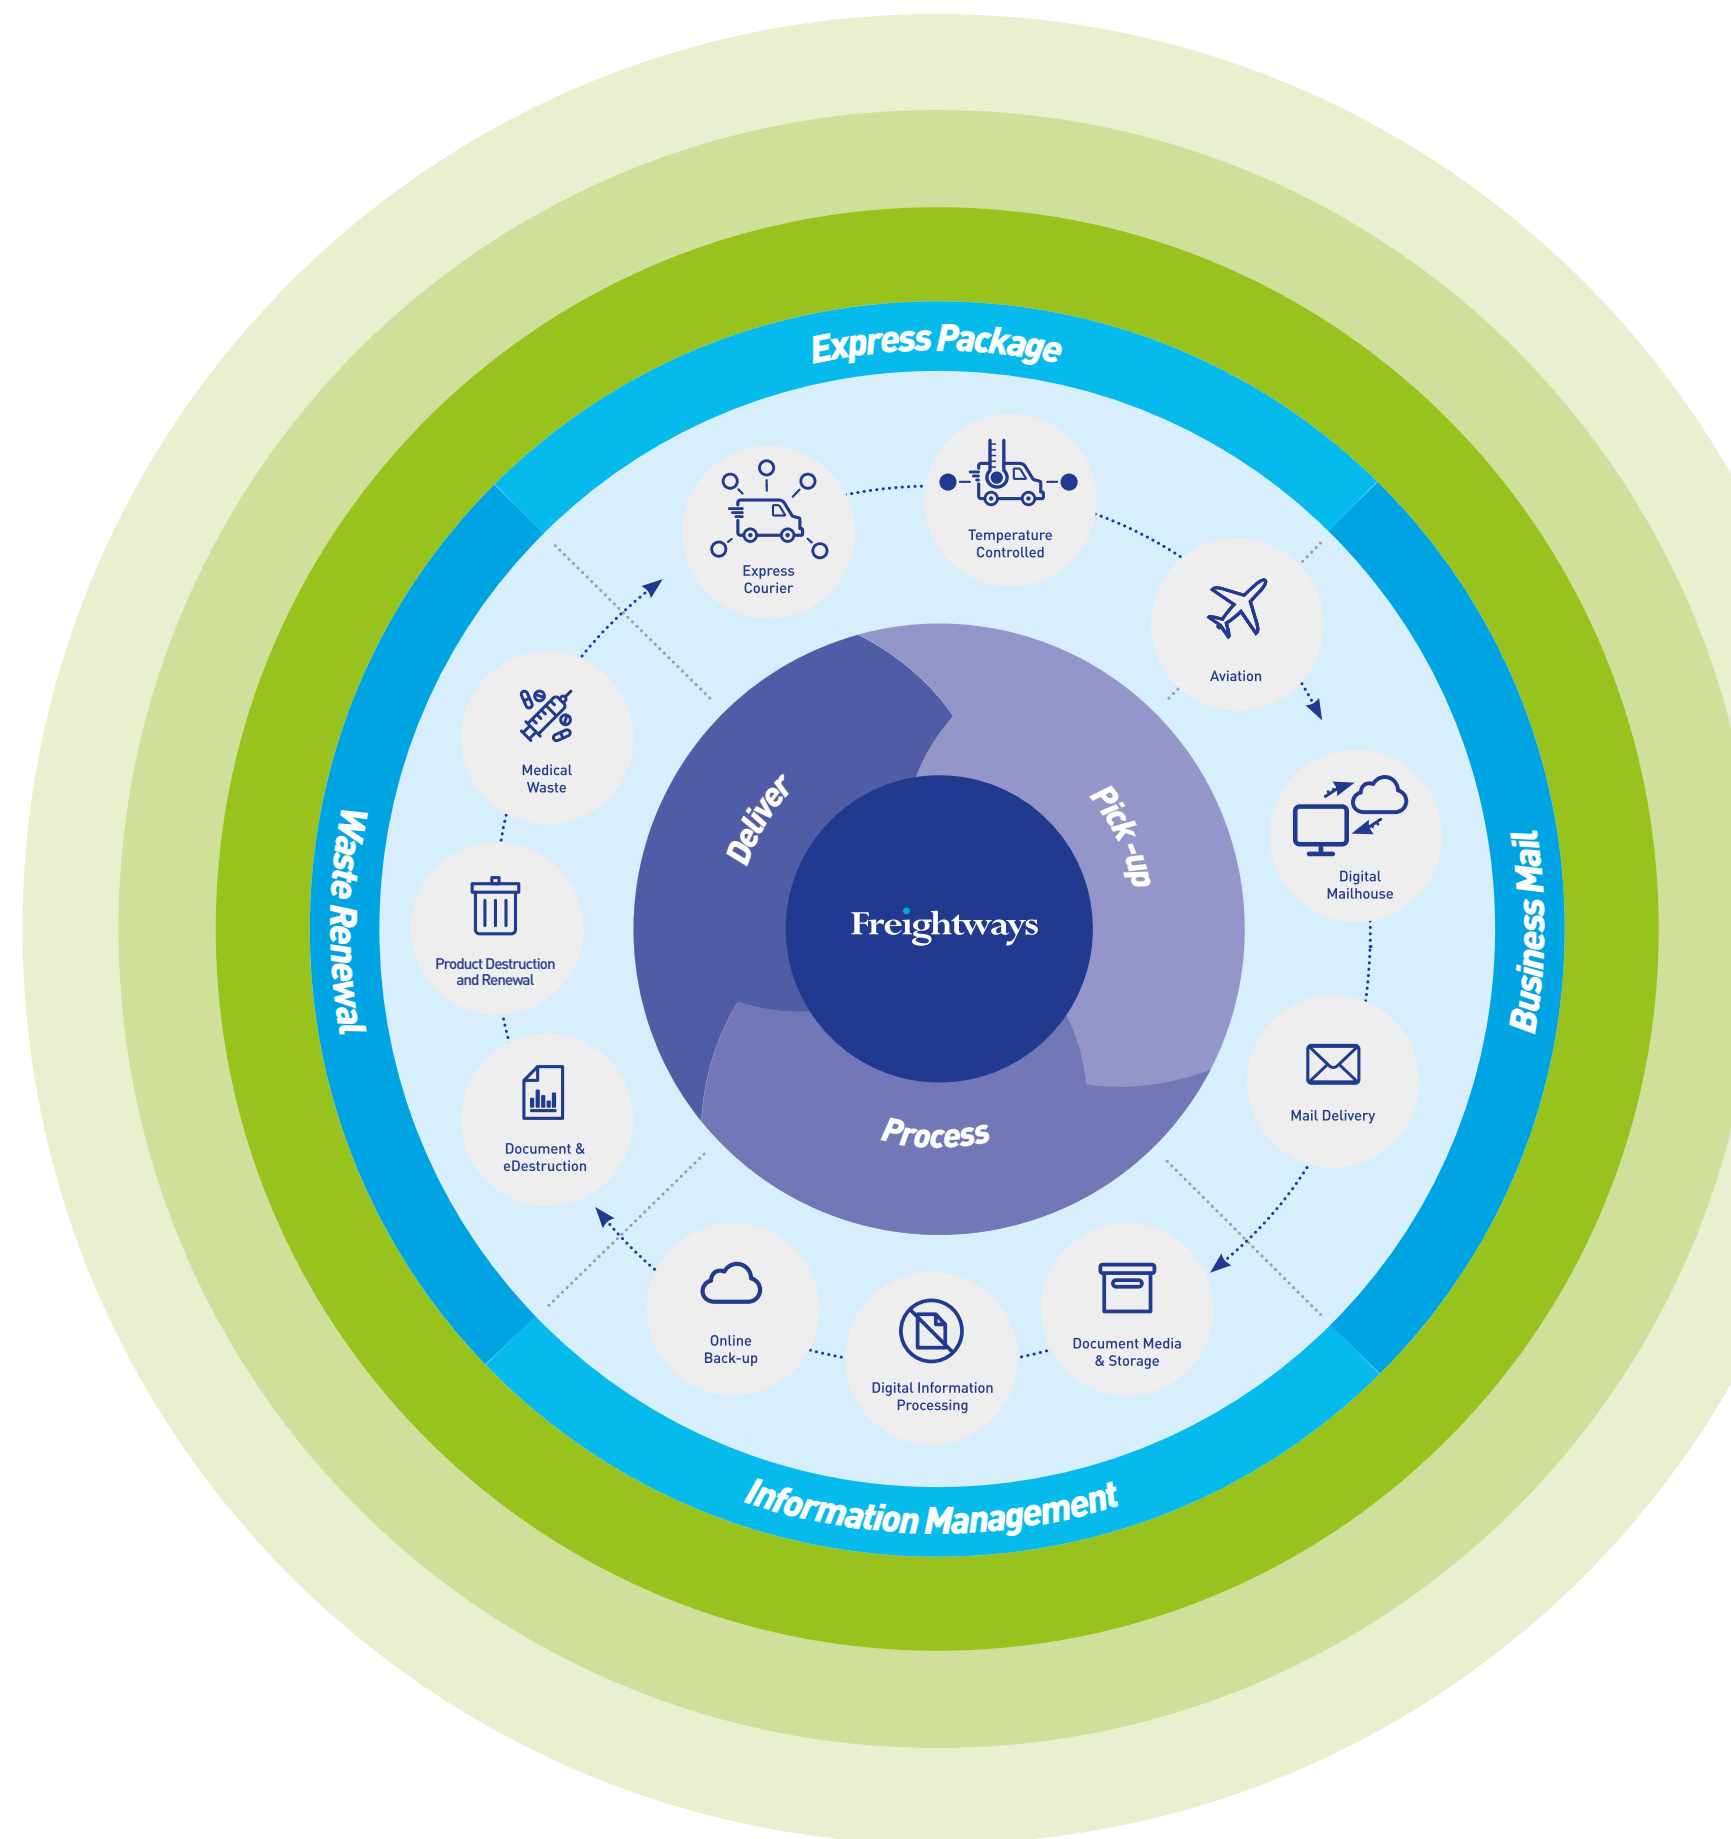 Express Package
Express
Courier
Temperature
Controlled
Aviation
Business Mail
Digital
Mailhouse
Mail Delivery
Information Management
Document Media
& Storage
Digital Information
Processing
Online
Back-up
Waste Renewal
Document &
eDestruction
Product Destruction
and Renewal
Medical
Waste
Pick-up
Process
Deliver
Freightways